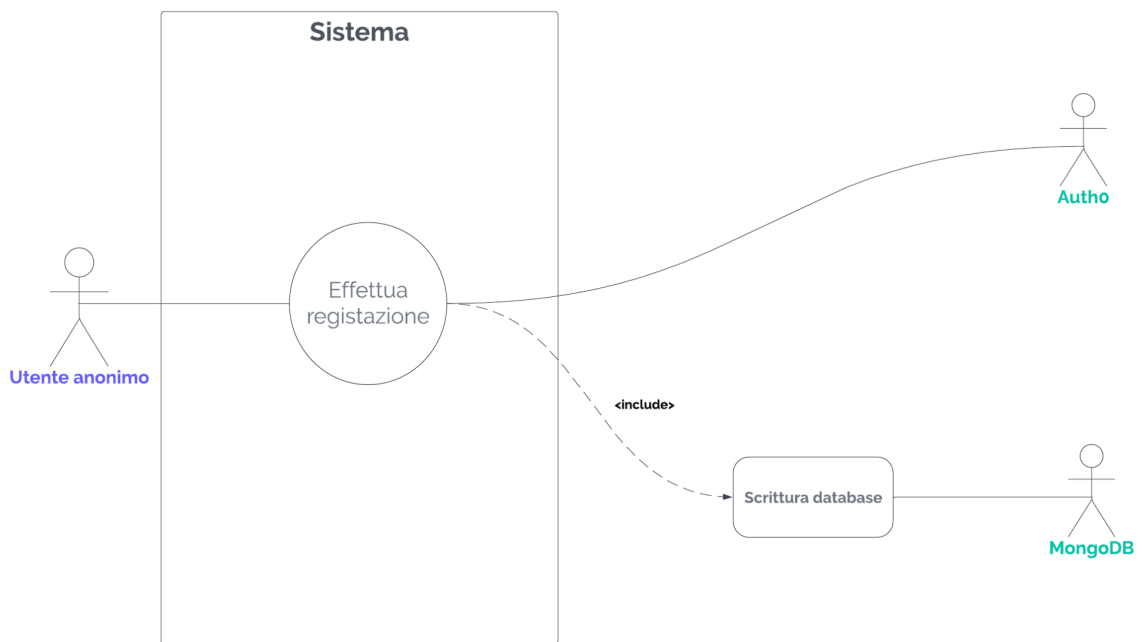 Sistema
Auth0
Effettua
registazione
Utente anonimo
<include>
Scrittura database
MongoDB